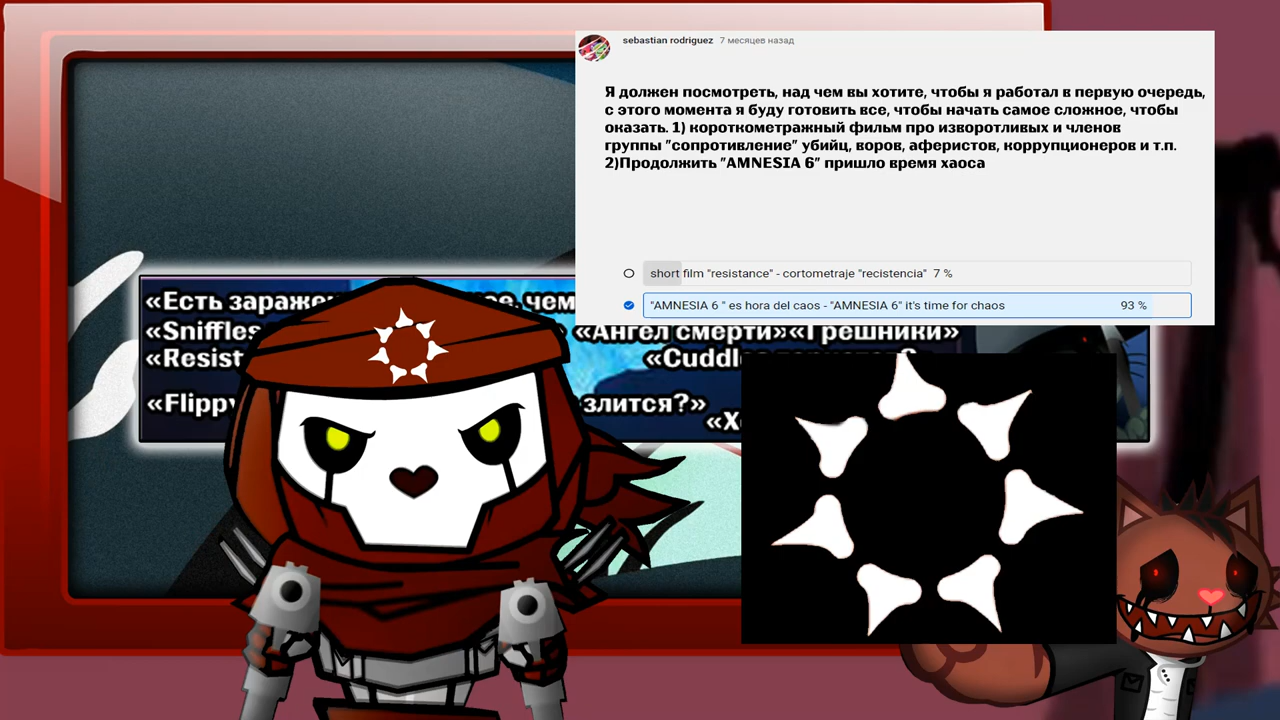 sebastian rodriguez 7 месяцев назад
Я должен посмотреть, над чем вы хотите, чтобы я работал в первую очередь,
с этого момента я буду готовить все, чтобы начать самое сложное, чтобы
оказать. 1) короткометражный фильм про изворотливых и членов
группы "сопротивление" убийц, воров, аферистов, коррупционеров и т.п.
2)Продолжить "AMNESIA 6" пришло время хаоса
short film "resistance" - cortometraje "recistencia" 7 %
"AMNESIA 6 " es hora del caos - "AMNESIA 6" it's time for chaos 93 %
«Есть чем
«Sniffles «Ангел смерти»«Грешники»
«Flippy злится?»